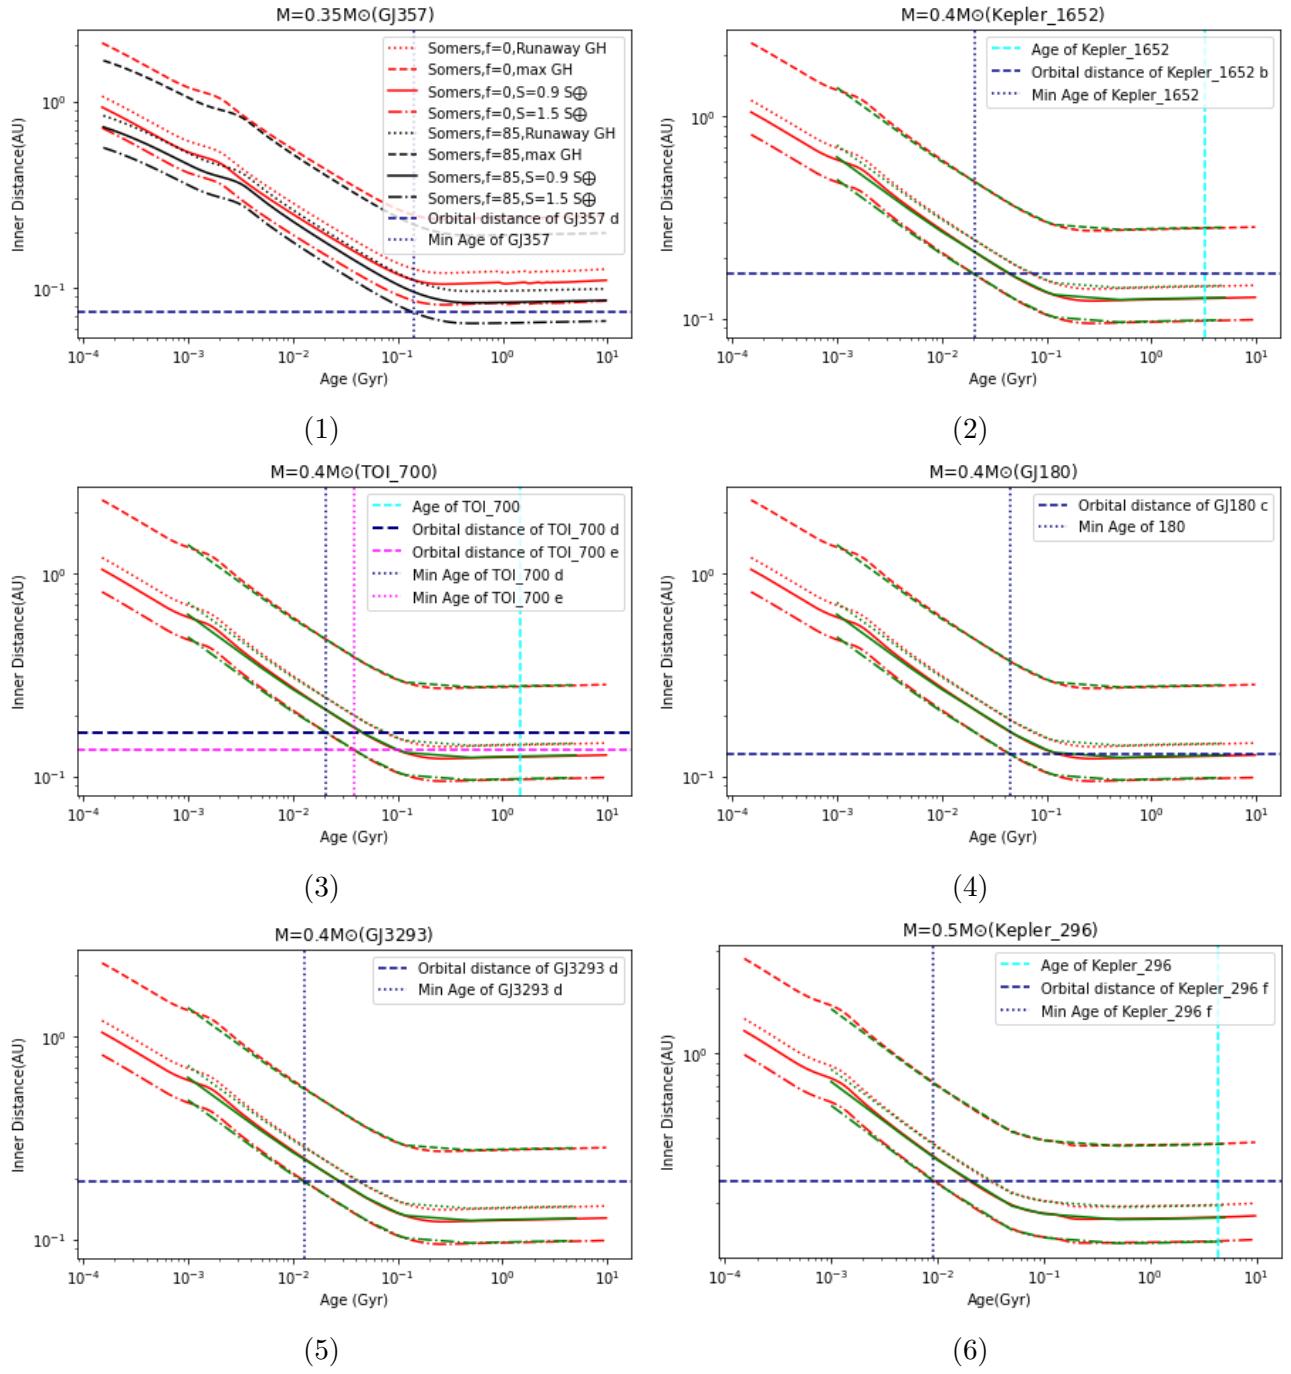 M=0.35M⊙(GJ357)
Inner Distance(AU)
10⁰
10⁻¹
Somers,f=0,Runaway GH
Somers,f=0,max GH
Somers,f=0,S=0.9 S⊕
Somers,f=0,S=1.5 S⊕
Somers,f=85,Runaway GH
Somers,f=85,max GH
Somers,f=85,S=0.9 S⊕
Somers,f=85,S=1.5 S⊕
Orbital distance of GJ357 d
Min Age of GJ357
10⁻⁴ 10⁻³ 10⁻² 10⁻¹ 10⁰ 10¹
Age (Gyr)
(1)
M=0.4M⊙(Kepler_1652)
Inner Distance(AU)
10⁰
10⁻¹
Age of Kepler_1652
Orbital distance of Kepler_1652 b
Min Age of Kepler_1652
10⁻⁴ 10⁻³ 10⁻² 10⁻¹ 10⁰ 10¹
Age (Gyr)
(2)
M=0.4M⊙(TOI_700)
Inner Distance(AU)
10⁰
10⁻¹
Age of TOI_700
Orbital distance of TOI_700 d
Orbital distance of TOI_700 e
Min Age of TOI_700 d
Min Age of TOI_700 e
10⁻⁴ 10⁻³ 10⁻² 10⁻¹ 10⁰ 10¹
Age (Gyr)
(3)
M=0.4M⊙(GJ180)
Inner Distance(AU)
10⁰
10⁻¹
Orbital distance of GJ180 c
Min Age of 180
10⁻⁴ 10⁻³ 10⁻² 10⁻¹ 10⁰ 10¹
Age (Gyr)
(4)
M=0.4M⊙(GJ3293)
Inner Distance(AU)
10⁰
10⁻¹
Orbital distance of GJ3293 d
Min Age of GJ3293 d
10⁻⁴ 10⁻³ 10⁻² 10⁻¹ 10⁰ 10¹
Age (Gyr)
(5)
M=0.5M⊙(Kepler_296)
Inner Distance(AU)
10⁰
Age of Kepler_296
Orbital distance of Kepler_296 f
Min Age of Kepler_296 f
10⁻⁴ 10⁻³ 10⁻² 10⁻¹ 10⁰ 10¹
Age(Gyr)
(6)